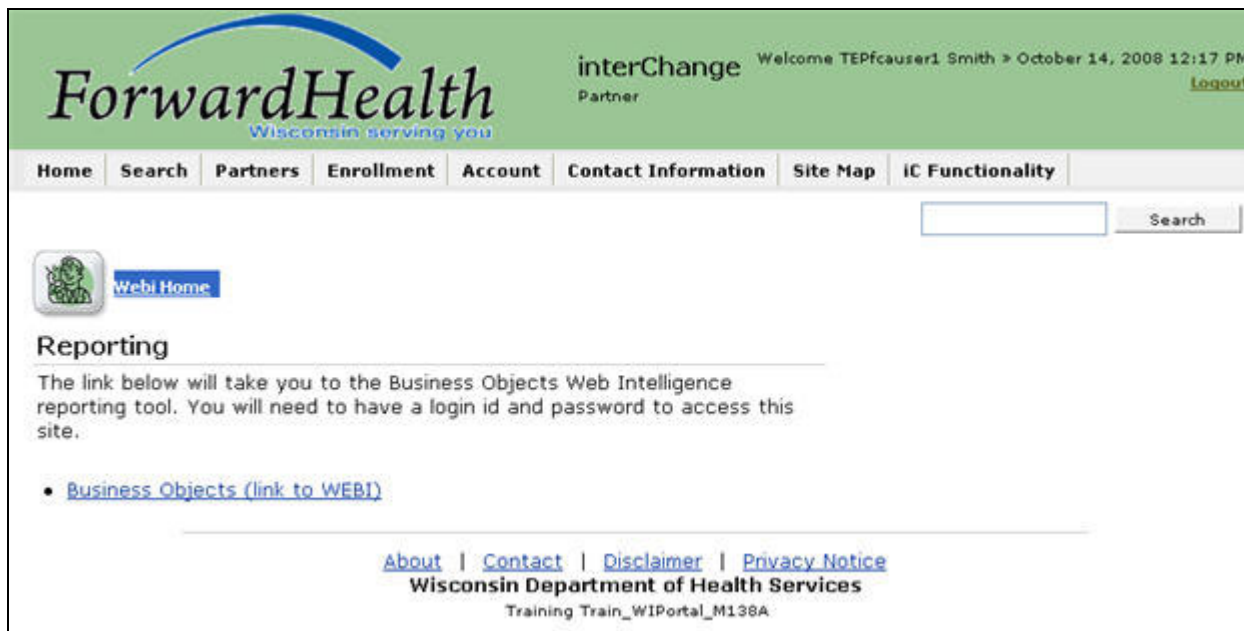 ForwardHealth
Wisconsin serving you
interChange
Partner
Welcome TEPfcauser1 Smith » October 14, 2008 12:17 PM
Logout
Home Search Partners Enrollment Account Contact Information Site Map iC Functionality
Search
Webi Home
Reporting
The link below will take you to the Business Objects Web Intelligence
reporting tool. You will need to have a login id and password to access this
site.
• Business Objects (link to WEBI)
About | Contact | Disclaimer | Privacy Notice
Wisconsin Department of Health Services
Training Train_WIPortal_M138A